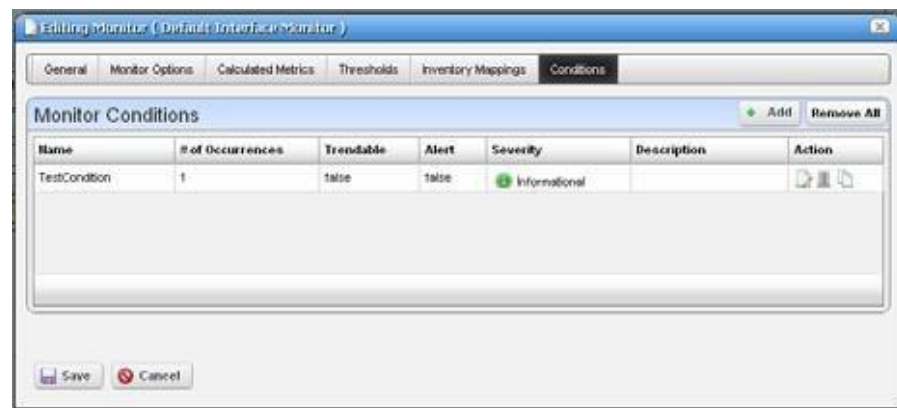 Editing Monitor ( Default Interface Monitor )
General Monitor Options Calculated Metrics Thresholds Inventory Mappings Conditions
Monitor Conditions Add Remove All
Name # of Occurrences Trendable Alert Severity Description Action
TestCondition 1 false false Informational
Save Cancel